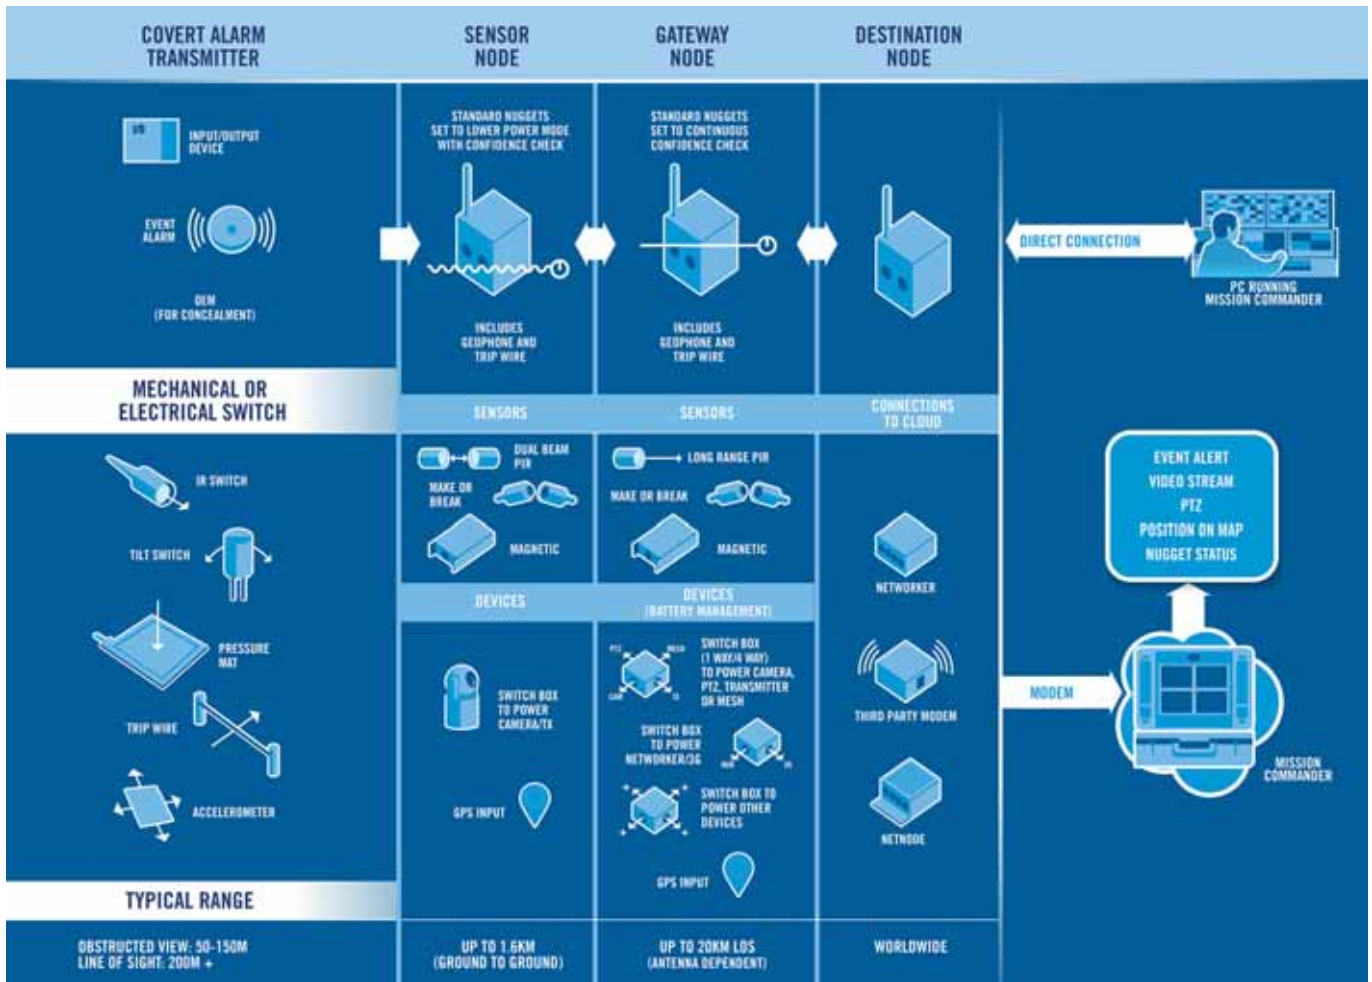 COVERT ALARM
TRANSMITTER
SENSOR
NODE
GATEWAY
NODE
DESTINATION
NODE
I/O
INPUT/OUTPUT
DEVICE
EVENT
ALARM
OEM
(FOR CONCEALMENT)
STANDARD NUGGETS
SET TO LOWER POWER MODE
WITH CONFIDENCE CHECK
INCLUDES
GEOPHONE AND
TRIP WIRE
STANDARD NUGGETS
SET TO CONTINUOUS
CONFIDENCE CHECK
INCLUDES
GEOPHONE AND
TRIP WIRE
DIRECT CONNECTION
PC RUNNING
MISSION COMMANDER
MECHANICAL OR
ELECTRICAL SWITCH
SENSORS
SENSORS
CONNECTIONS
TO CLOUD
IR SWITCH
TILT SWITCH
PRESSURE
MAT
TRIP WIRE
ACCELEROMETER
DUAL BEAM
PIR
MAKE OR
BREAK
MAGNETIC
LONG RANGE PIR
MAKE OR BREAK
MAGNETIC
DEVICES
DEVICES
(BATTERY MANAGEMENT)
SWITCH BOX
TO POWER
CAMERA/TX
GPS INPUT
PTZ
MESH
CAM
TX
SWITCH BOX
(1 WAY/4 WAY)
TO POWER CAMERA,
PTZ, TRANSMITTER
OR MESH
SWITCH BOX
TO POWER
NETWORKER/3G
3G
SWITCH BOX TO
POWER OTHER
DEVICES
GPS INPUT
NETWORKER
THIRD PARTY MODEM
NETNODE
EVENT ALERT
VIDEO STREAM
PTZ
POSITION ON MAP
NUGGET STATUS
MODEM
MISSION
COMMANDER
TYPICAL RANGE
OBSTRUCTED VIEW: 50-150M
LINE OF SIGHT: 200M +
UP TO 1.6KM
(GROUND TO GROUND)
UP TO 20KM LOS
(ANTENNA DEPENDENT)
WORLDWIDE